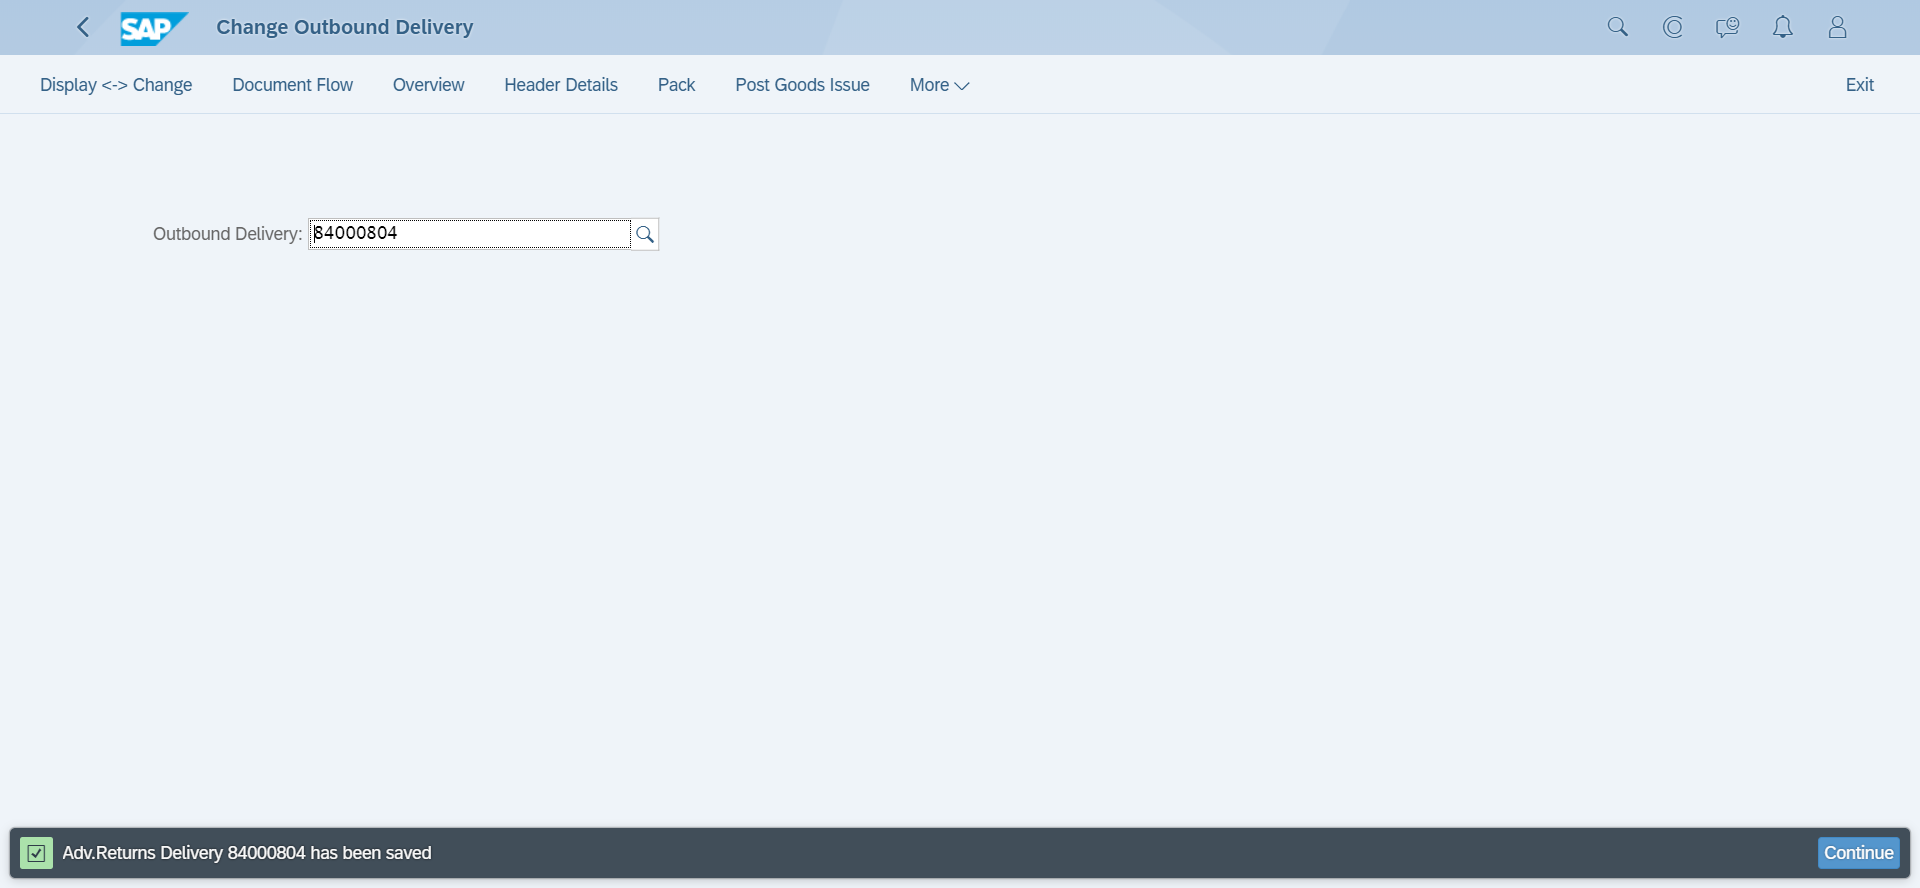 SAP Change Outbound Delivery
Display <-> Change Document Flow Overview Header Details Pack Post Goods Issue More Exit
Outbound Delivery: 84000804
Adv.Returns Delivery 84000804 has been saved Continue